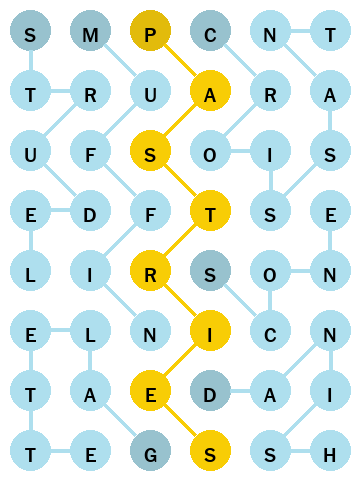 S M P C N T
T R U A R A
U F S O I S
E D F T S E
L I R S O N
E L N I C N
T A E D A I
T E G S S H